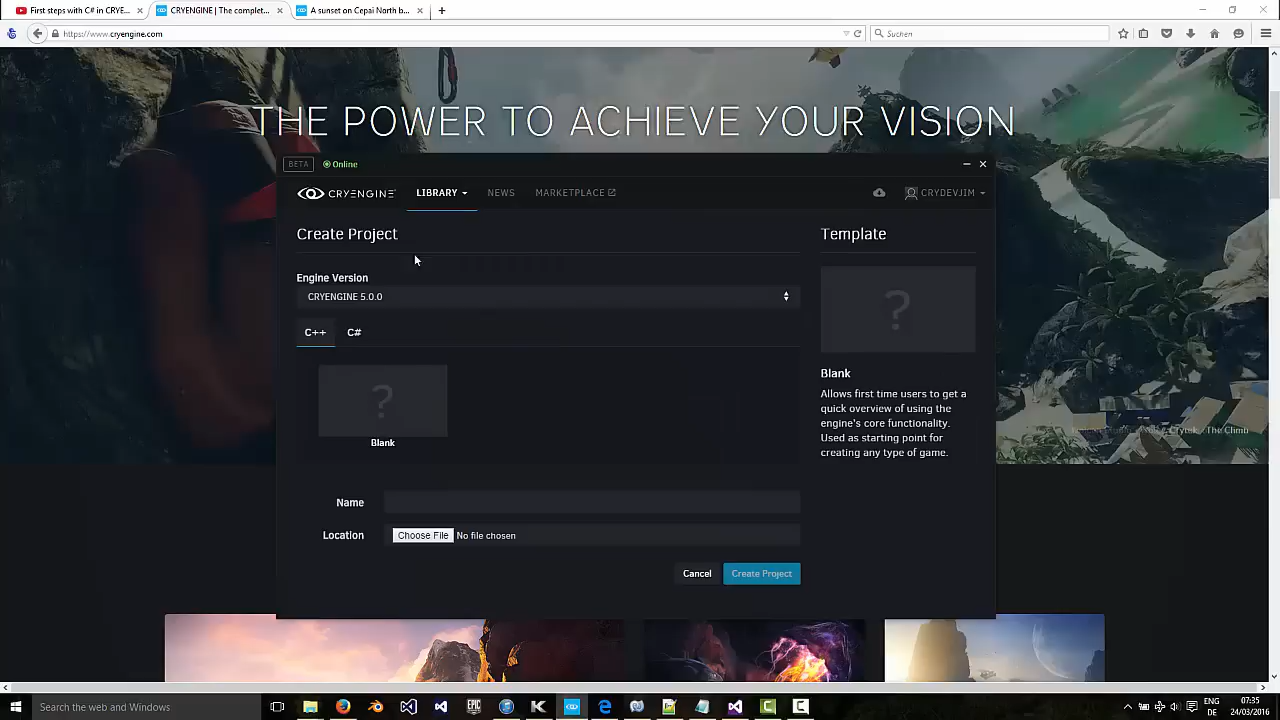 First steps with C# in CRYE...
CRYENGINE | The complet...
A sunset on Cepai North b...
https://www.cryengine.com
Suchen
THE POWER TO ACHIEVE YOUR VISION
BETA
Online
CRYENGINE
LIBRARY
NEWS
MARKETPLACE
CRYDEVJIM
Create Project
Template
Engine Version
CRYENGINE 5.0.0
C++
C#
Blank
Blank
Allows first time users to get a
quick overview of using the
engine's core functionality.
Used as starting point for
creating any type of game.
Crytek / The Climb
Name
Location
Choose File
No file chosen
Cancel
Create Project
Search the web and Windows
ENG
DE
07:35
24/03/2016